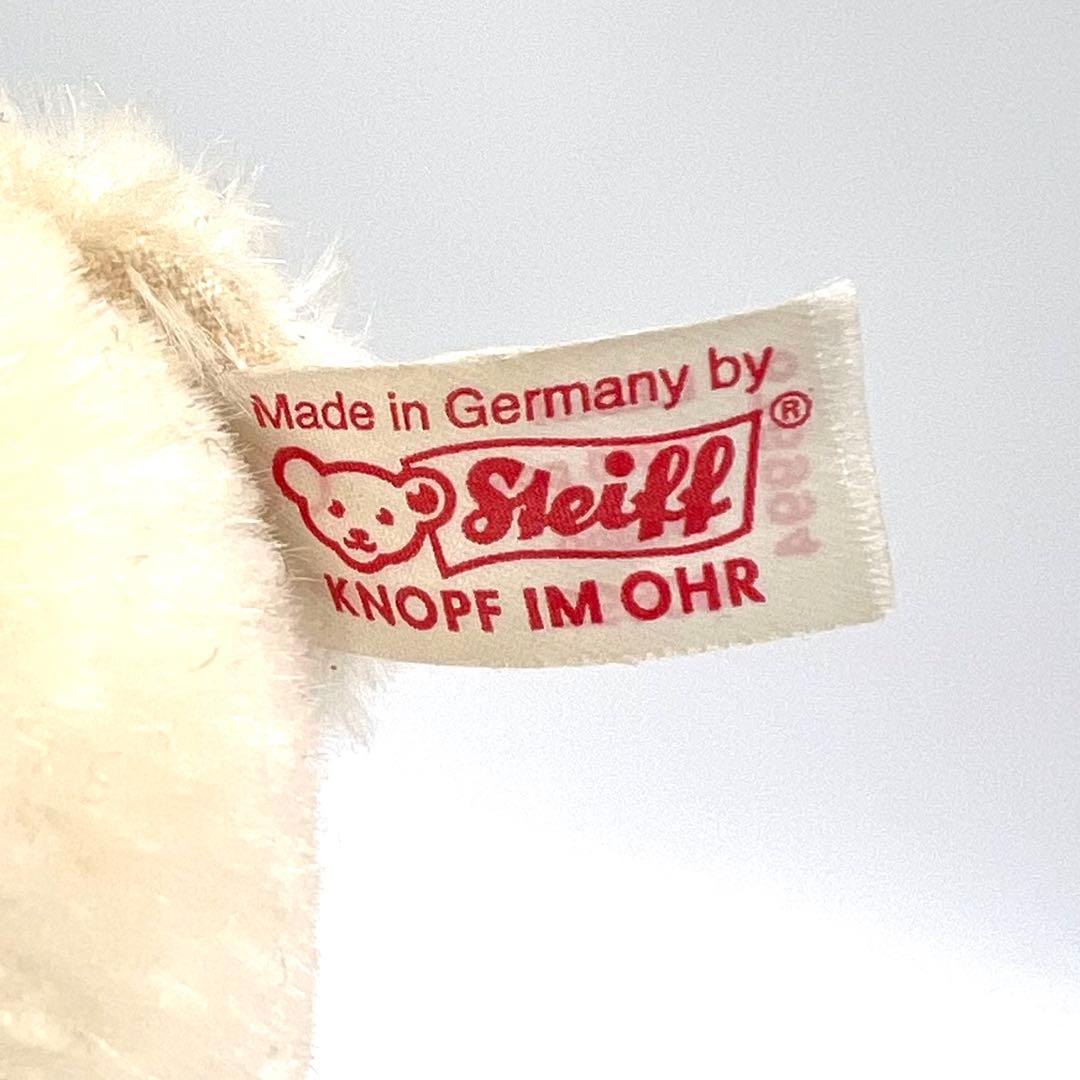 Made in Germany by
Steiff ®
KNOPF IM OHR